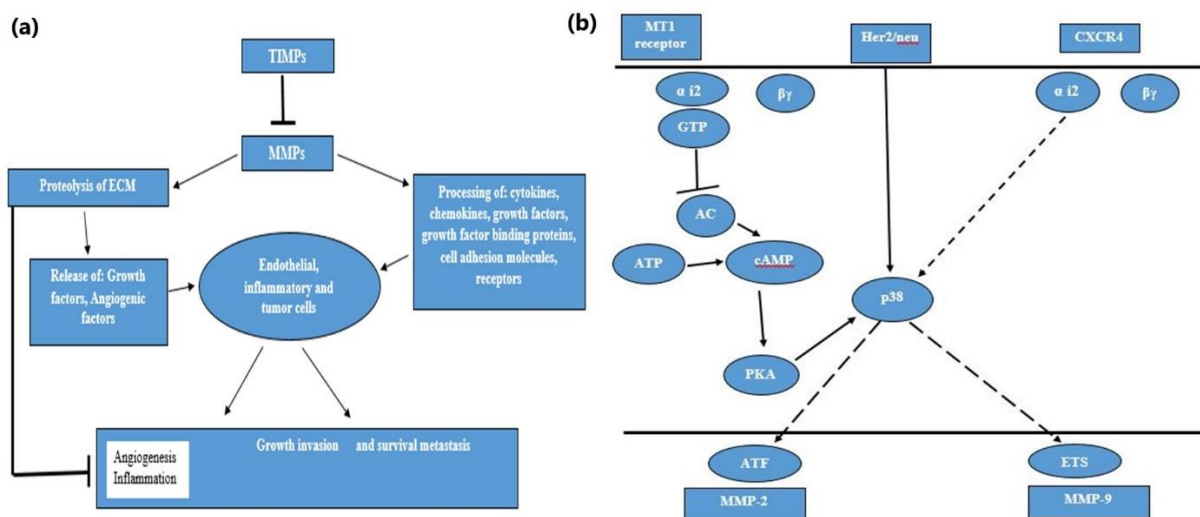 (a)
TIMPs
MMPs
Proteolysis of ECM
Processing of: cytokines,
chemokines, growth factors,
growth factor binding proteins,
cell adhesion molecules,
receptors
Release of: Growth
factors, Angiogenic
factors
Endothelial,
inflammatory and
tumor cells
Growth invasion and survival metastasis
Angiogenesis
Inflammation
(b)
MT1
receptor
Her2/neu
CXCR4
α i2
βγ
α i2
βγ
GTP
AC
ATP
cAMP
p38
PKA
ATF
ETS
MMP-2
MMP-9